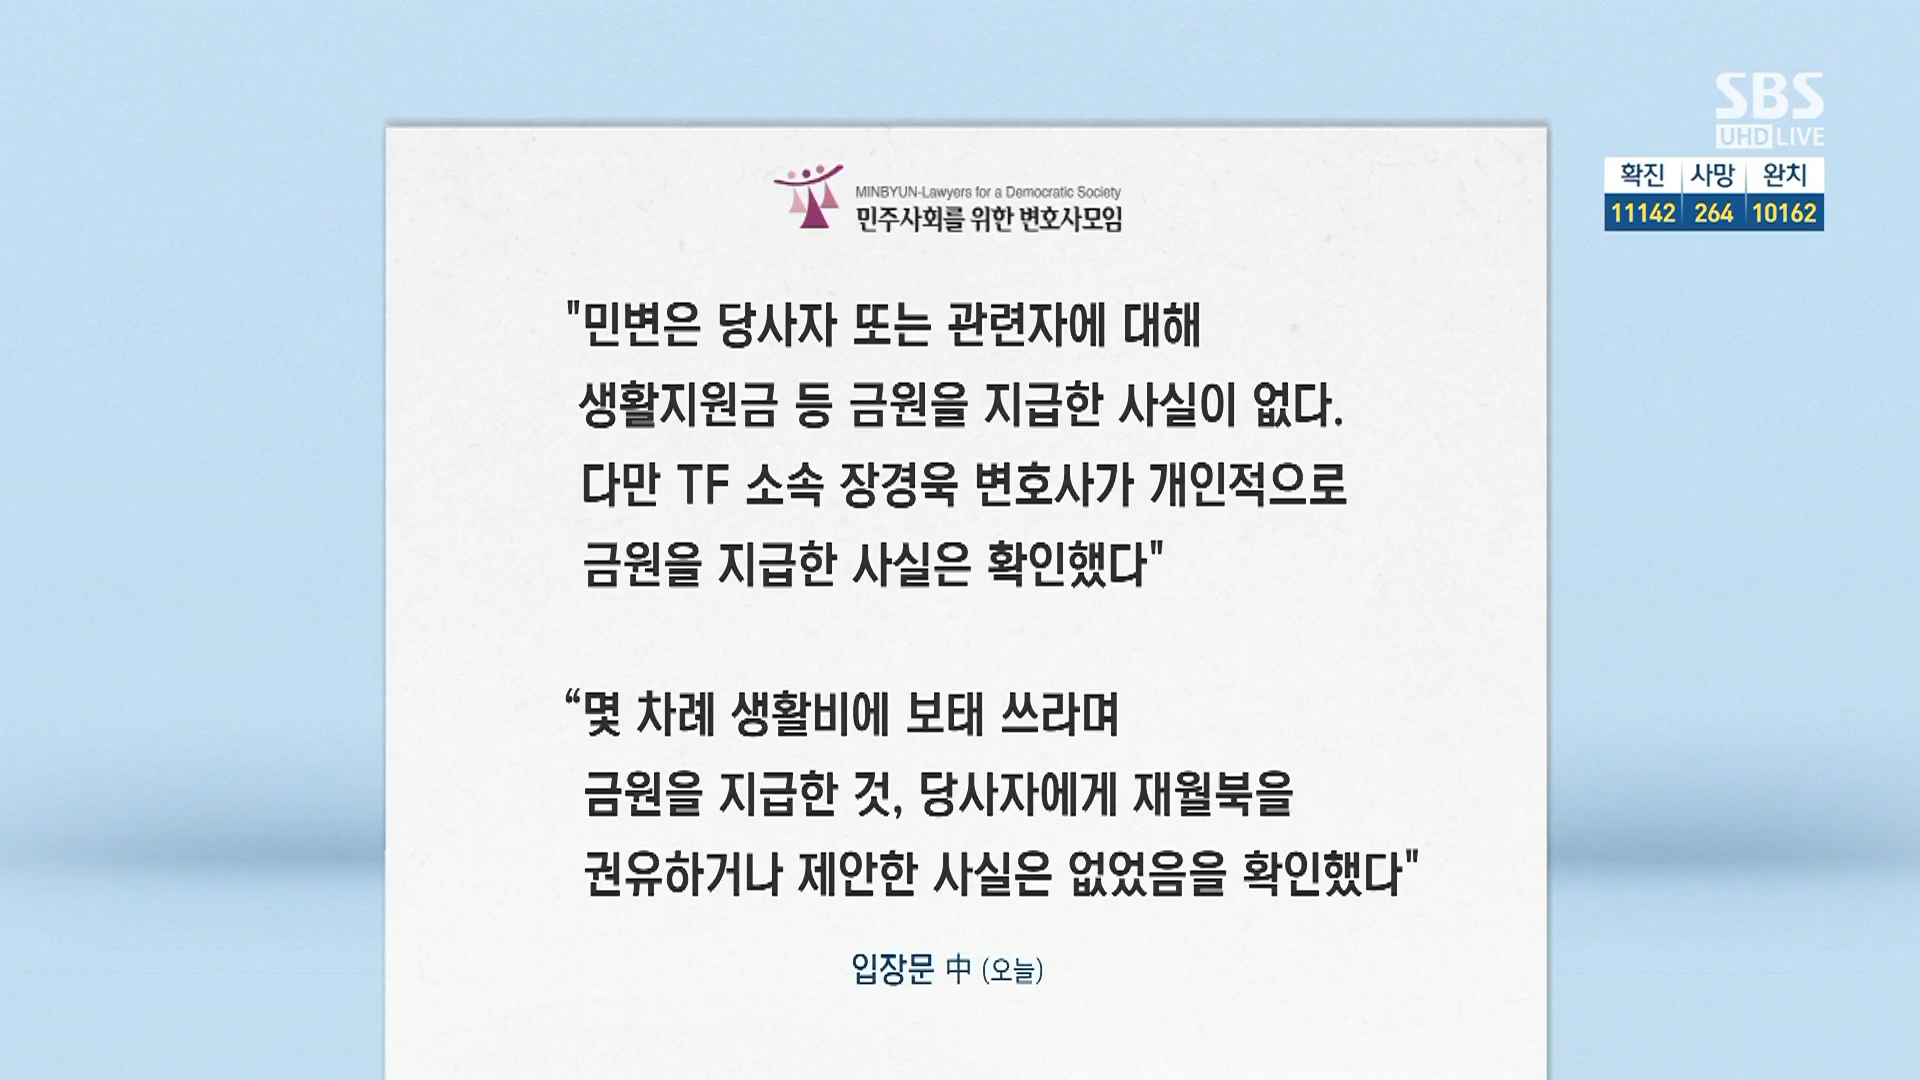 SBS
UHD LIVE
확진 사망 완치
11142 264 10162
MINBYUN-Lawyers for a Democratic Society
민주사회를 위한 변호사모임
"민변은 당사자 또는 관련자에 대해
생활지원금 등 금원을 지급한 사실이 없다.
다만 TF 소속 장경욱 변호사가 개인적으로
금원을 지급한 사실은 확인했다"
“몇 차례 생활비에 보태 쓰라며
금원을 지급한 것, 당사자에게 재월북을
권유하거나 제안한 사실은 없었음을 확인했다"
입장문 中 (오늘)